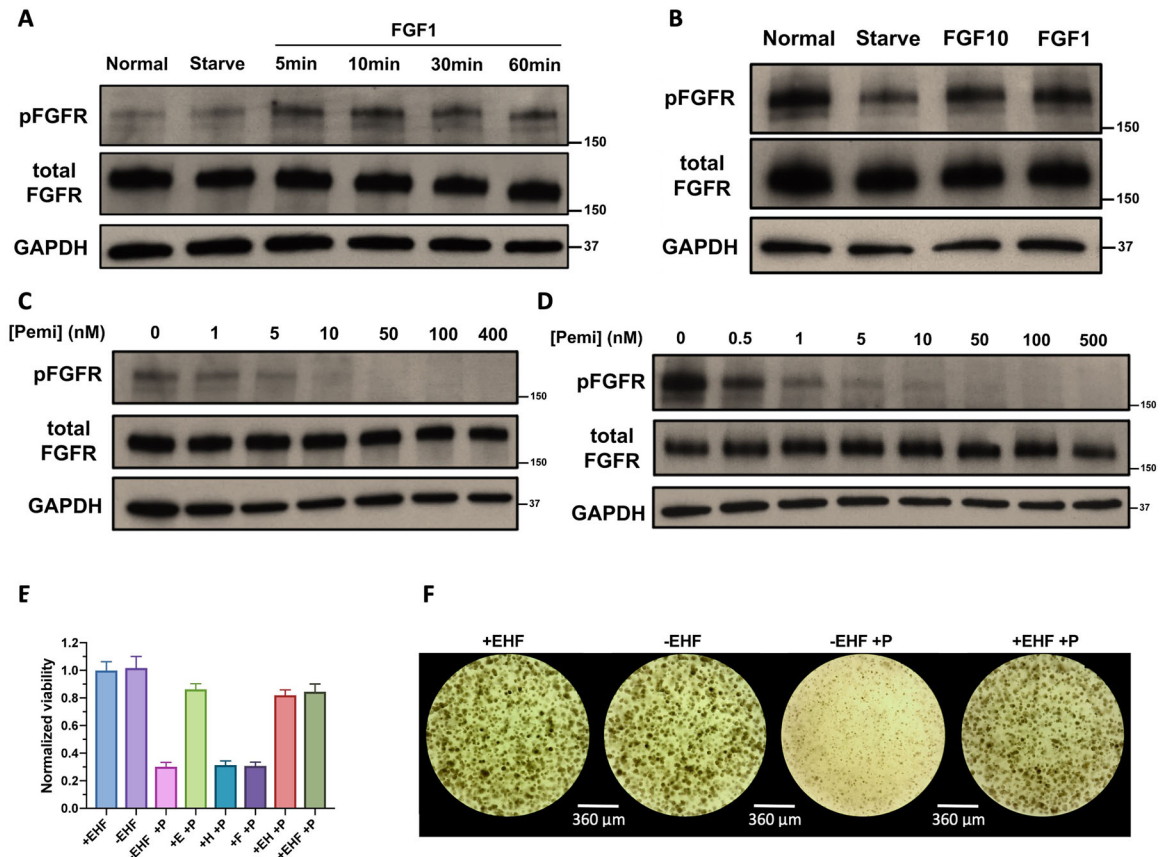 A
FGF1
Normal Starve 5min 10min 30min 60min
pFGFR
150
total
FGFR
150
GAPDH
37
B
Normal Starve FGF10 FGF1
pFGFR
150
total
FGFR
150
GAPDH
37
C
[Pemi] (nM) 0 1 5 10 50 100 400
pFGFR
150
total
FGFR
150
GAPDH
37
D
[Pemi] (nM) 0 0.5 1 5 10 50 100 500
pFGFR
150
total
FGFR
150
GAPDH
37
E
Normalized viability
1.2
1.0
0.8
0.6
0.4
0.2
0.0
+EHF
-EHF
-EHF +P
+E +P
+H +P
+F +P
+EH +P
+EHF +P
F
+EHF -EHF -EHF +P +EHF +P
360 μm 360 μm 360 μm